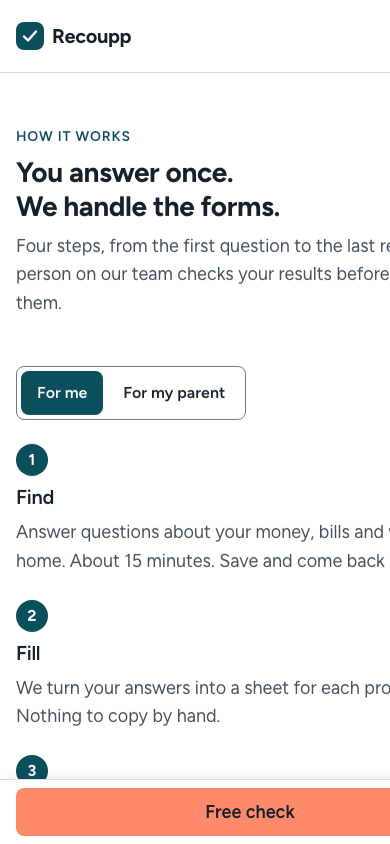 Recoupp
HOW IT WORKS
You answer once.
We handle the forms.
Four steps, from the first question to the last
person on our team checks your results before
them.
For me
For my parent
1
Find
Answer questions about your money, bills and
home. About 15 minutes. Save and come back
2
Fill
We turn your answers into a sheet for each
Nothing to copy by hand.
3
Free check